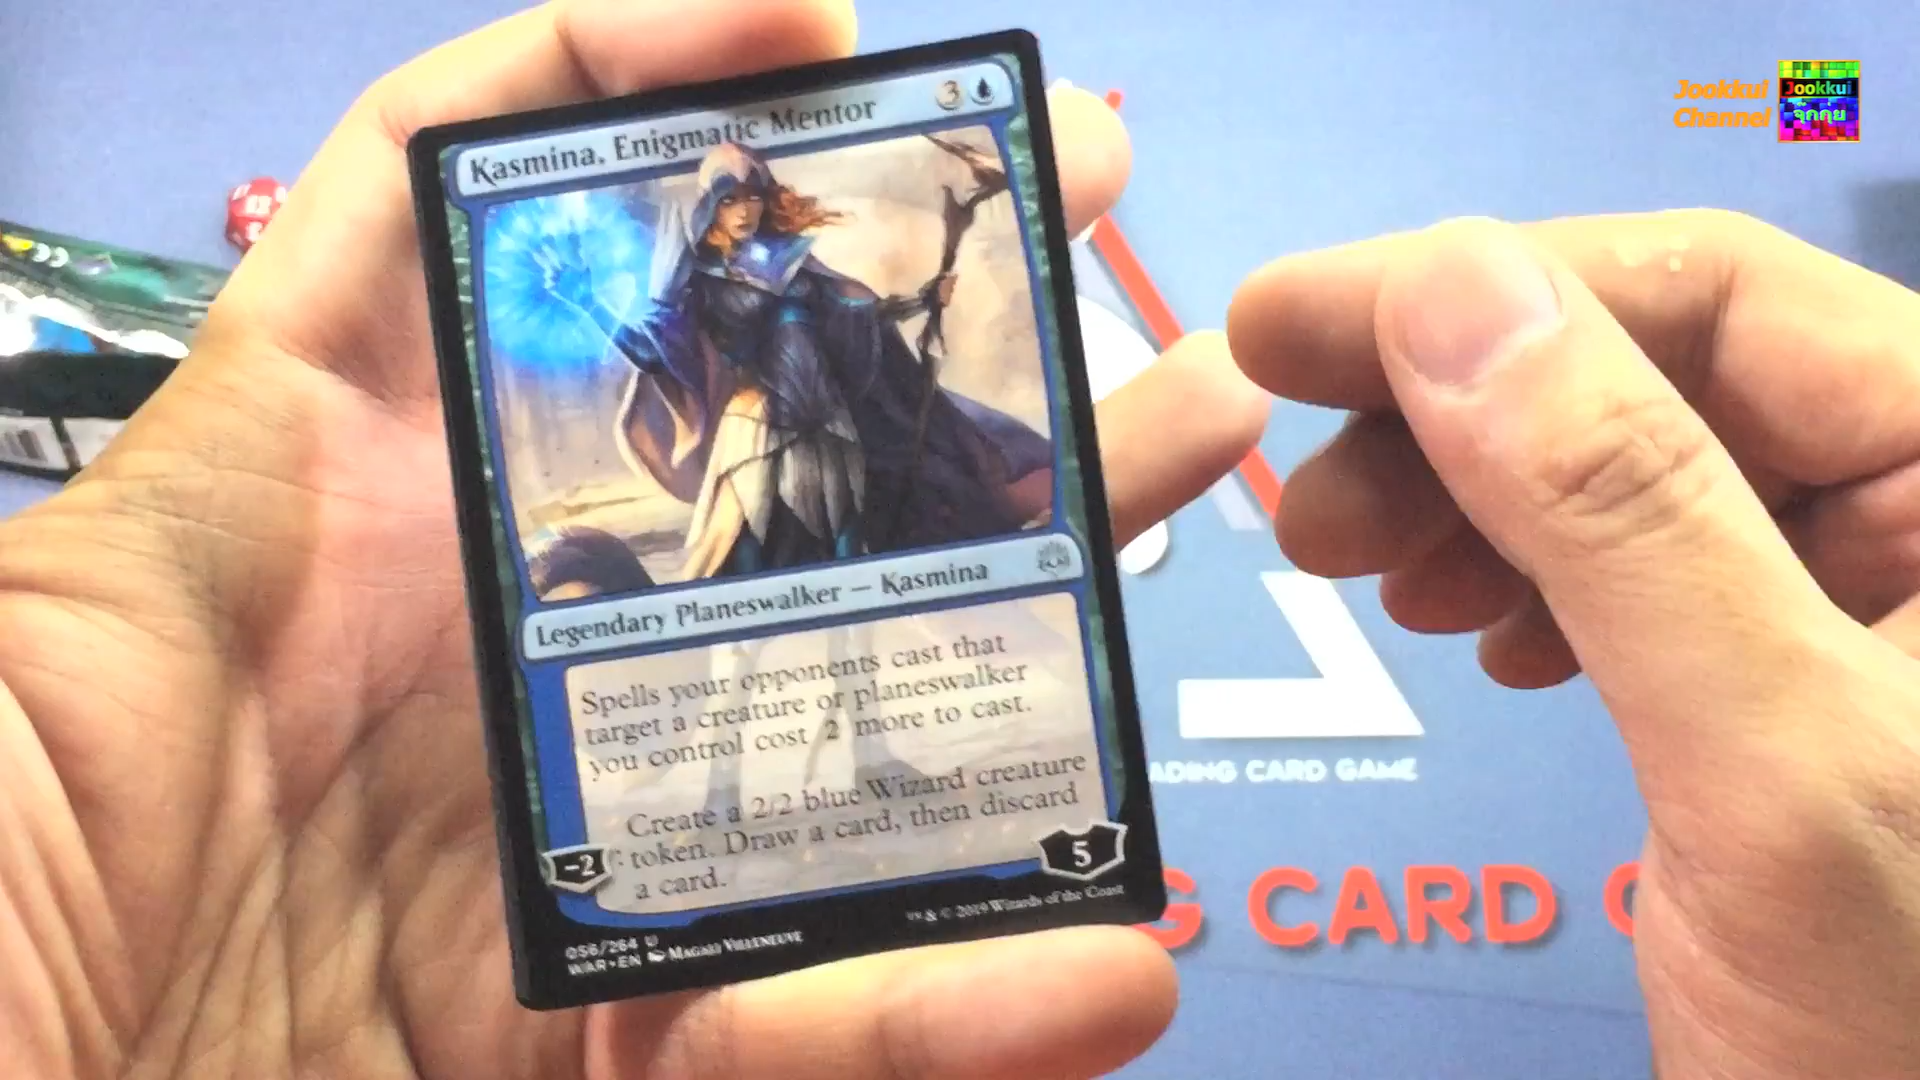 Kasmina, Enigmatic Mentor
3
Legendary Planeswalker — Kasmina
Spells your opponents cast that
target a creature or planeswalker
you control cost 2 more to cast.
-2: Create a 2/2 blue Wizard creature
token. Draw a card, then discard
a card.
5
056/264 U
WAR • EN Magali Villeneuve
™ & © 2019 Wizards of the Coast
Jookkui
Channel
Jookkui
จุ๊กกุ่ย
ADING CARD GAME
G CARD G